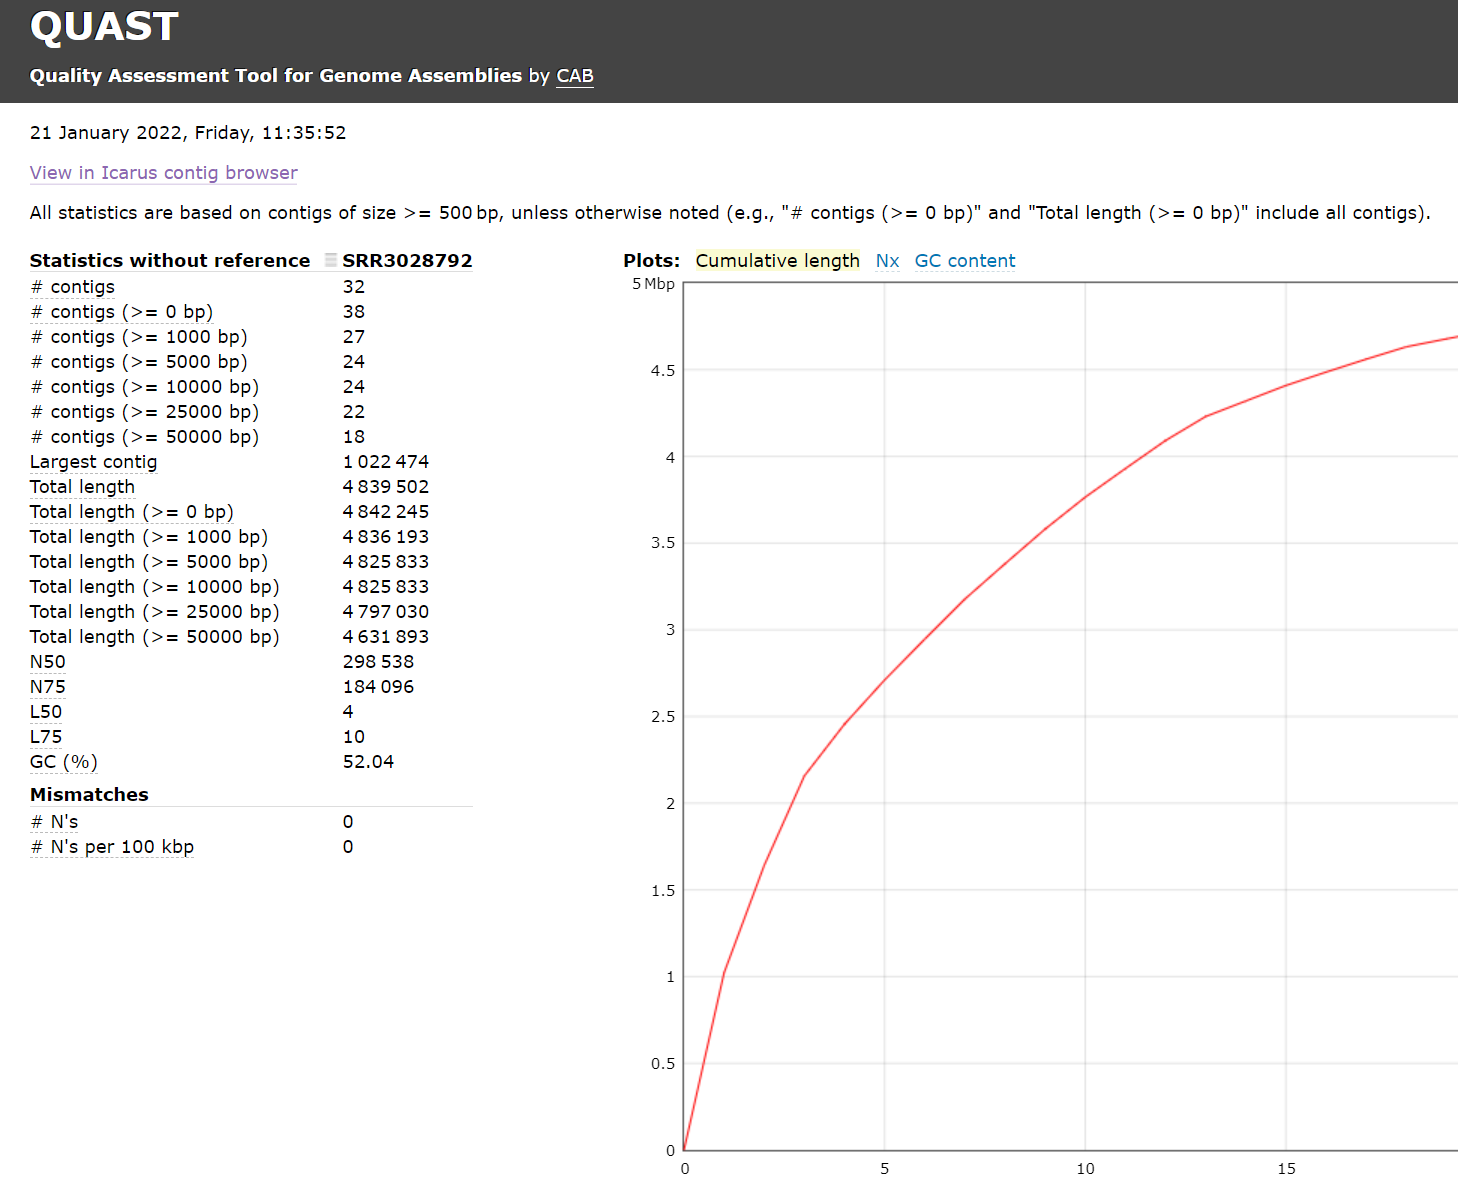 QUAST
Quality Assessment Tool for Genome Assemblies by CAB
21 January 2022, Friday, 11:35:52
View in Icarus contig browser
All statistics are based on contigs of size >= 500 bp, unless otherwise noted (e.g., "# contigs (>= 0 bp)" and "Total length (>= 0 bp)" include all contigs).
Statistics without reference SRR3028792
# contigs 32
# contigs (>= 0 bp) 38
# contigs (>= 1000 bp) 27
# contigs (>= 5000 bp) 24
# contigs (>= 10000 bp) 24
# contigs (>= 25000 bp) 22
# contigs (>= 50000 bp) 18
Largest contig 1 022 474
Total length 4 839 502
Total length (>= 0 bp) 4 842 245
Total length (>= 1000 bp) 4 836 193
Total length (>= 5000 bp) 4 825 833
Total length (>= 10000 bp) 4 825 833
Total length (>= 25000 bp) 4 797 030
Total length (>= 50000 bp) 4 631 893
N50 298 538
N75 184 096
L50 4
L75 10
GC (%) 52.04
Mismatches
# N's 0
# N's per 100 kbp 0
Plots: Cumulative length Nx GC content
5 Mbp
4.5
4
3.5
3
2.5
2
1.5
1
0.5
0
0 5 10 15